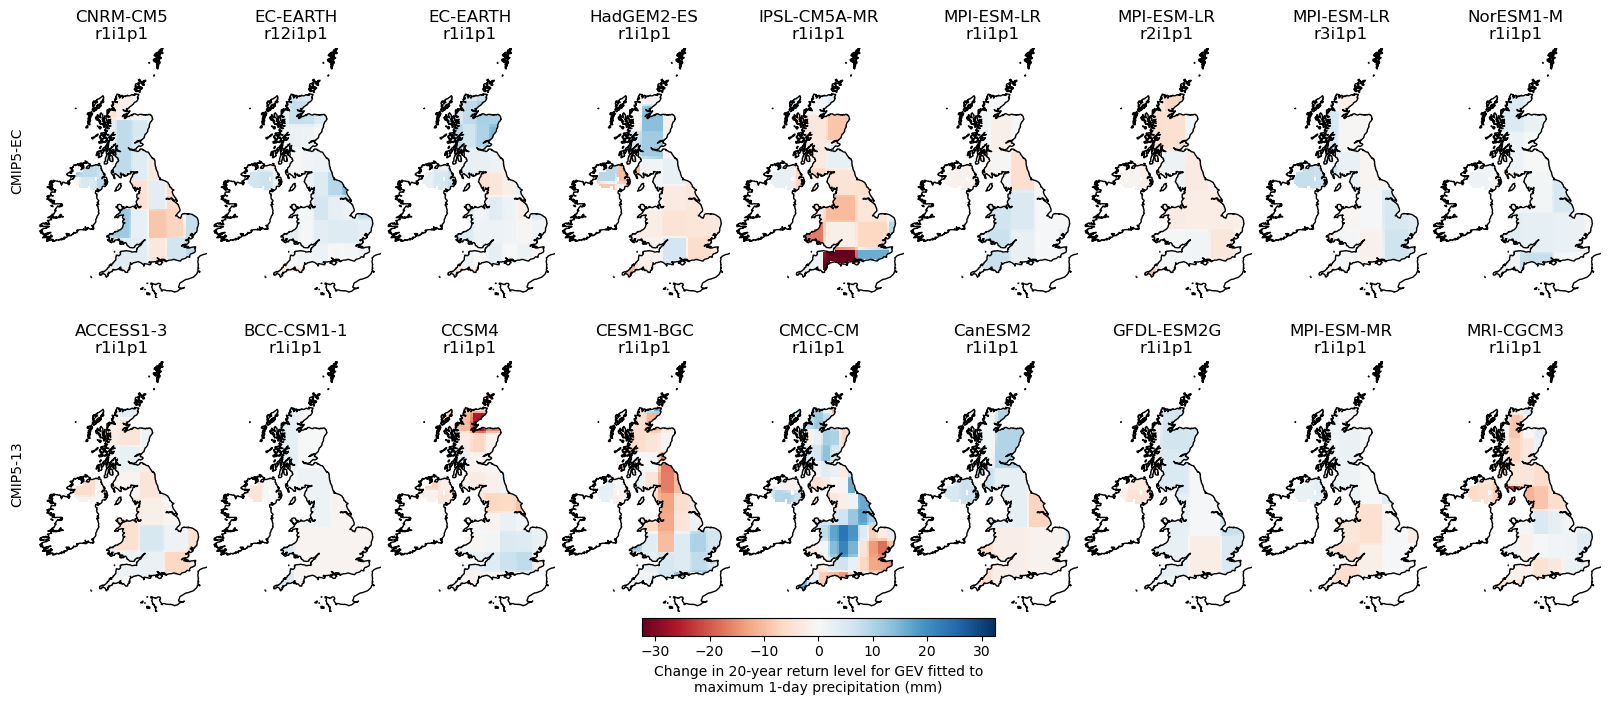 CNRM-CM5 EC-EARTH EC-EARTH HadGEM2-ES IPSL-CM5A-MR MPI-ESM-LR MPI-ESM-LR MPI-ESM-LR NorESM1-M
r1i1p1 r12i1p1 r1i1p1 r1i1p1 r1i1p1 r1i1p1 r2i1p1 r3i1p1 r1i1p1
CMIP5-EC
ACCESS1-3 BCC-CSM1-1 CCSM4 CESM1-BGC CMCC-CM CanESM2 GFDL-ESM2G MPI-ESM-MR MRI-CGCM3
r1i1p1 r1i1p1 r1i1p1 r1i1p1 r1i1p1 r1i1p1 r1i1p1 r1i1p1 r1i1p1
CMIP5-13
−30 −20 −10 0 10 20 30
Change in 20-year return level for GEV fitted to
maximum 1-day precipitation (mm)